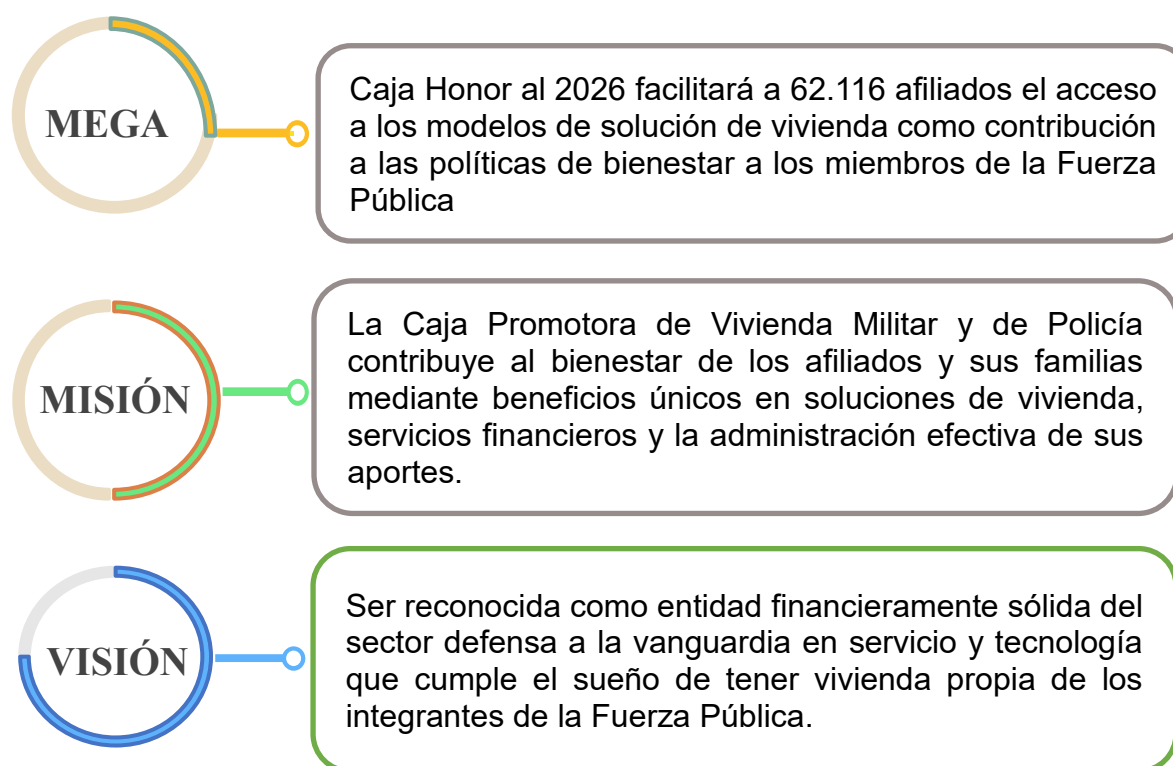 MEGA
Caja Honor al 2026 facilitará a 62.116 afiliados el acceso
a los modelos de solución de vivienda como contribución
a las políticas de bienestar a los miembros de la Fuerza
Pública
MISIÓN
La Caja Promotora de Vivienda Militar y de Policía
contribuye al bienestar de los afiliados y sus familias
mediante beneficios únicos en soluciones de vivienda,
servicios financieros y la administración efectiva de sus
aportes.
VISIÓN
Ser reconocida como entidad financieramente sólida del
sector defensa a la vanguardia en servicio y tecnología
que cumple el sueño de tener vivienda propia de los
integrantes de la Fuerza Pública.